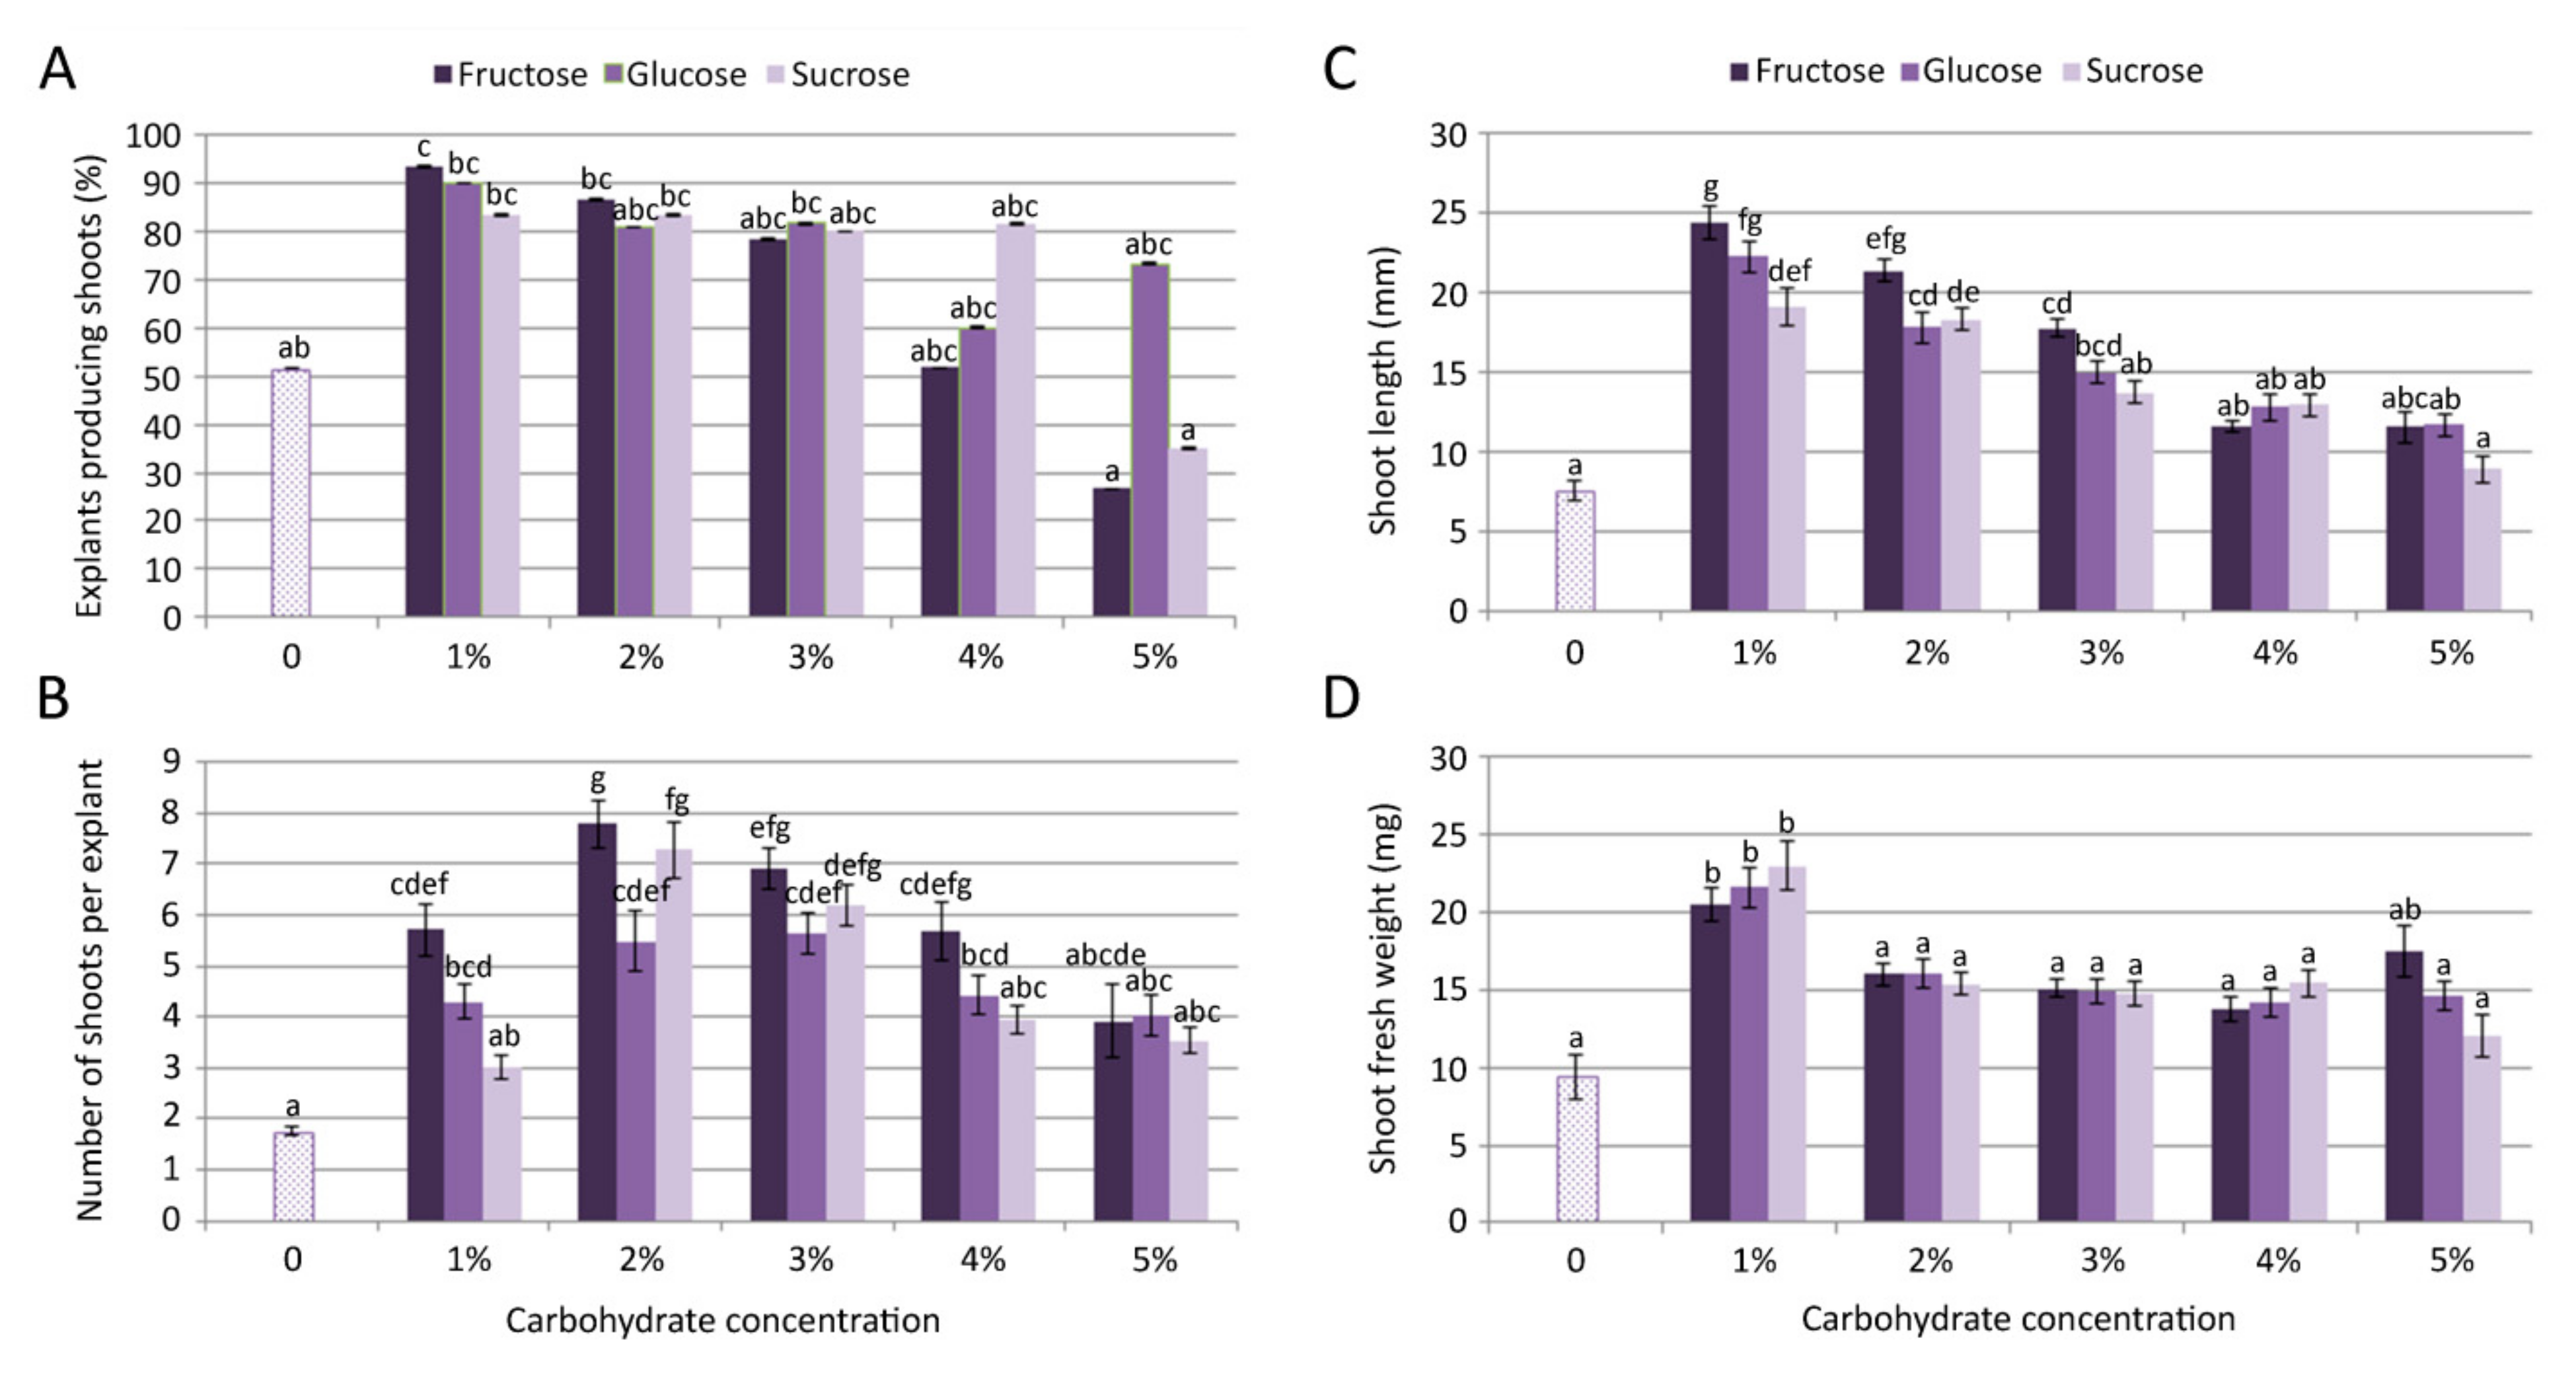 A
Fructose Glucose Sucrose
Explants producing shoots (%)
100
90
80
70
60
50
40
30
20
10
0
ab
c bc bc
bc abc bc
abc bc abc
abc abc abc
a abc a
0 1% 2% 3% 4% 5%
B
Number of shoots per explant
9
8
7
6
5
4
3
2
1
0
a
cdef bcd ab
g cdef fg
efg cdef defg
cdefg bcd abc
abcde abc abc
0 1% 2% 3% 4% 5%
Carbohydrate concentration
C
Fructose Glucose Sucrose
Shoot length (mm)
30
25
20
15
10
5
0
a
g fg def
efg cd de
cd bcd ab
ab ab ab
abc ab a
0 1% 2% 3% 4% 5%
D
Shoot fresh weight (mg)
30
25
20
15
10
5
0
a
b b b
a a a
a a a
a a a
ab a a
0 1% 2% 3% 4% 5%
Carbohydrate concentration